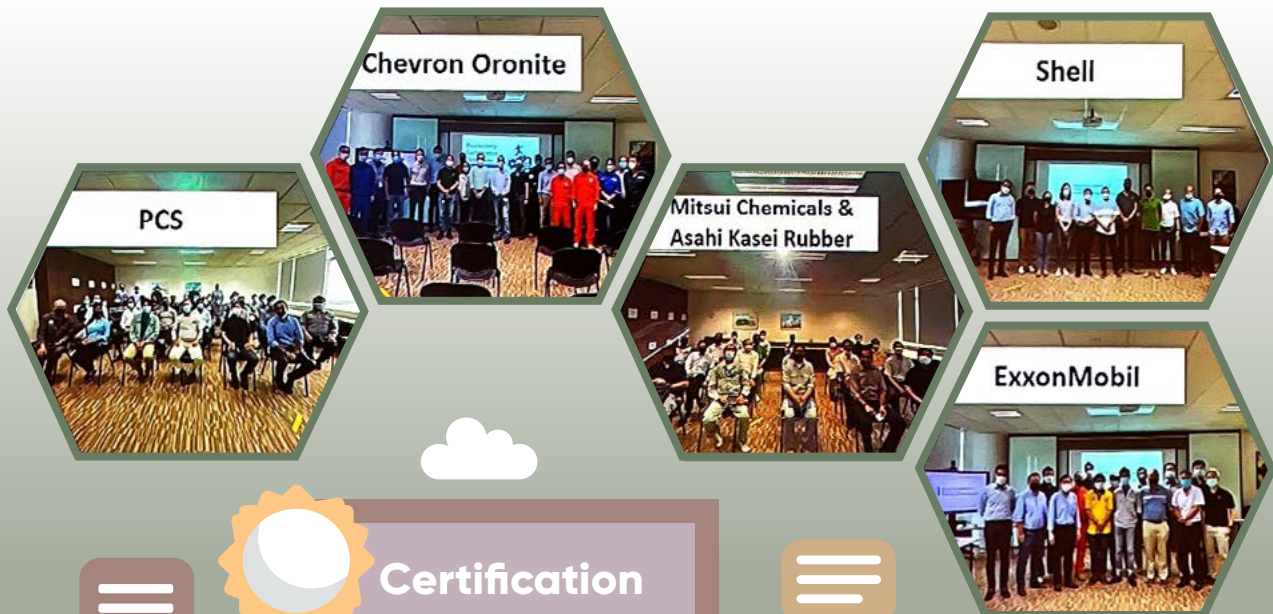 Chevron Oronite
Shell
PCS
Mitsui Chemicals &
Asahi Kasei Rubber
ExxonMobil
Certification